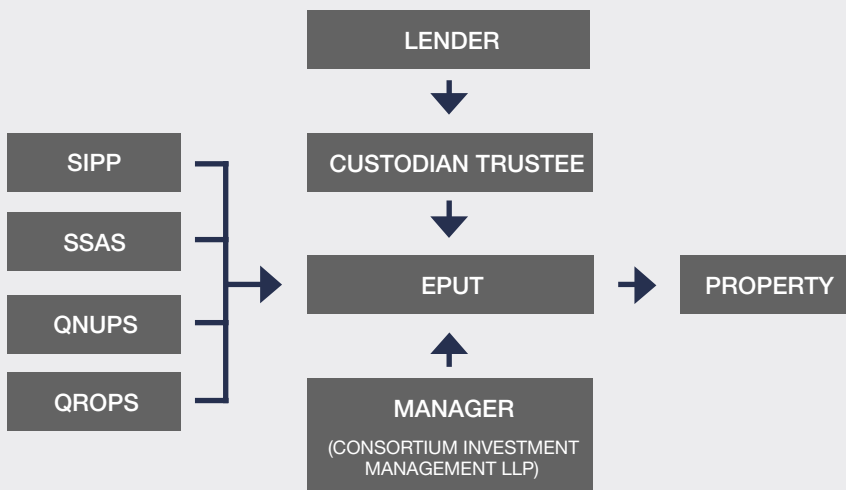 LENDER
SIPP
CUSTODIAN TRUSTEE
SSAS
EPUT
PROPERTY
QNUPS
QROPS
MANAGER
(CONSORTIUM INVESTMENT
MANAGEMENT LLP)